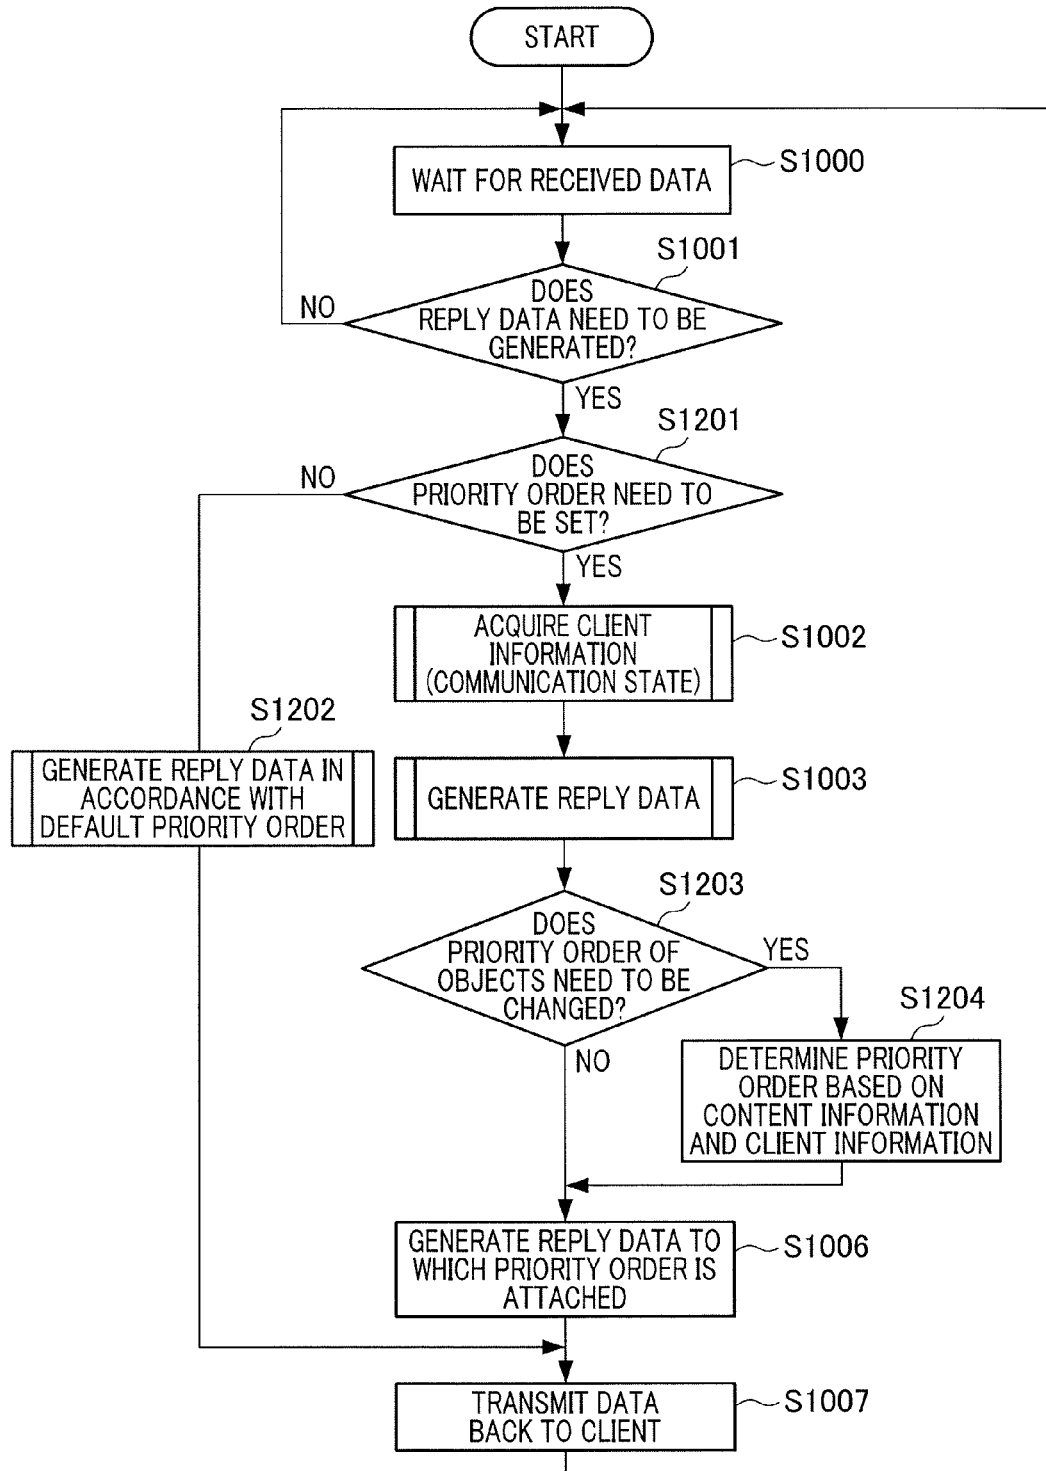 START
WAIT FOR RECEIVED DATA
S1000
S1001
DOES
REPLY DATA NEED TO BE
GENERATED?
NO
YES
S1201
DOES
PRIORITY ORDER NEED TO
BE SET?
NO
YES
ACQUIRE CLIENT
INFORMATION
(COMMUNICATION STATE)
S1002
S1202
GENERATE REPLY DATA IN
ACCORDANCE WITH
DEFAULT PRIORITY ORDER
GENERATE REPLY DATA
S1003
S1203
DOES
PRIORITY ORDER OF
OBJECTS NEED TO BE
CHANGED?
YES
NO
S1204
DETERMINE PRIORITY
ORDER BASED ON
CONTENT INFORMATION
AND CLIENT INFORMATION
GENERATE REPLY DATA TO
WHICH PRIORITY ORDER IS
ATTACHED
S1006
TRANSMIT DATA
BACK TO CLIENT
S1007